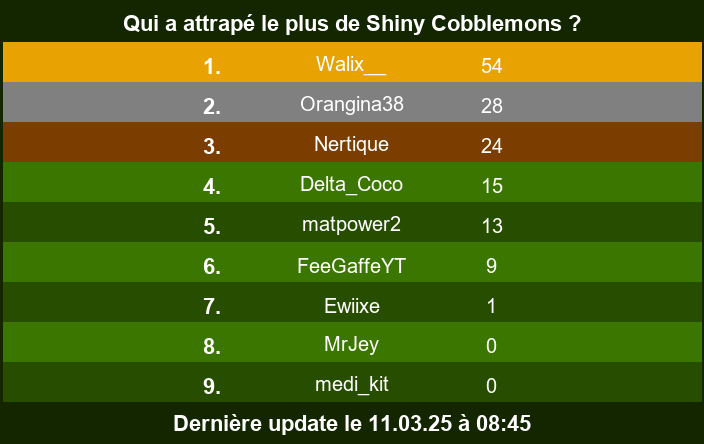 Qui a attrapé le plus de Shiny Cobblemons ?
1. Walix__ 54
2. Orangina38 28
3. Nertique 24
4. Delta_Coco 15
5. matpower2 13
6. FeeGaffeYT 9
7. Ewiixe 1
8. MrJey 0
9. medi_kit 0
Dernière update le 11.03.25 à 08:45